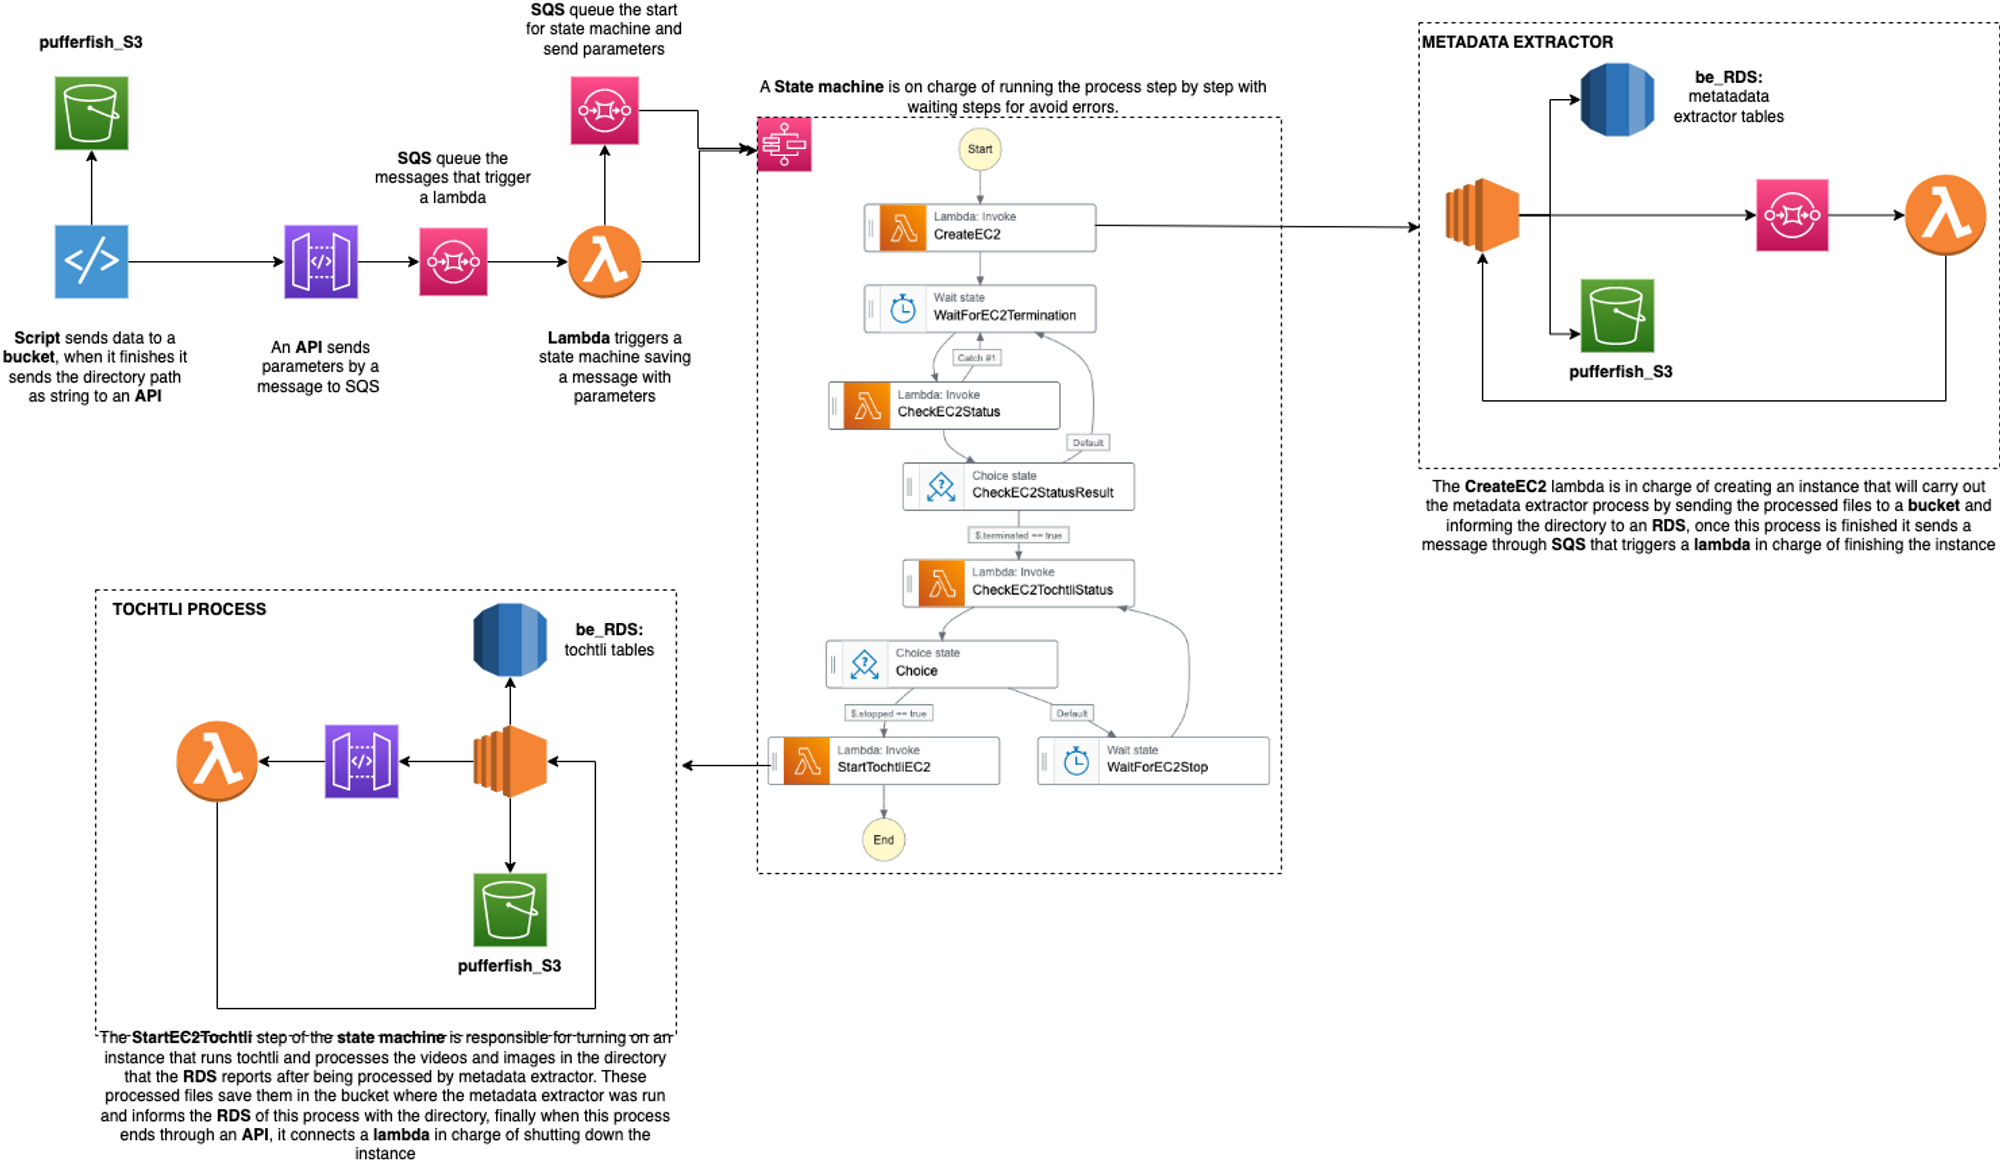 pufferfish_S3
SQS queue the start
for state machine and
send parameters
SQS queue the
messages that trigger
a lambda
Script sends data to a
bucket, when it finishes it
sends the directory path
as string to an API
An API sends
parameters by a
message to SQS
Lambda triggers a
state machine saving
a message with
parameters
A State machine is on charge of running the process step by step with
waiting steps for avoid errors.
Start
Lambda: Invoke
CreateEC2
Wait state
WaitForEC2Termination
Catch #1
Lambda: Invoke
CheckEC2Status
Default
Choice state
CheckEC2StatusResult
$.terminated == true
Lambda: Invoke
CheckEC2TochtliStatus
Choice state
Choice
$.stopped == true
Default
Lambda: Invoke
StartTochtliEC2
Wait state
WaitForEC2Stop
End
METADATA EXTRACTOR
be_RDS:
metatadata
extractor tables
pufferfish_S3
The CreateEC2 lambda is in charge of creating an instance that will carry out
the metadata extractor process by sending the processed files to a bucket and
informing the directory to an RDS, once this process is finished it sends a
message through SQS that triggers a lambda in charge of finishing the instance
TOCHTLI PROCESS
be_RDS:
tochtli tables
pufferfish_S3
The StartEC2Tochtli step of the state machine is responsible for turning on an
instance that runs tochtli and processes the videos and images in the directory
that the RDS reports after being processed by metadata extractor. These
processed files save them in the bucket where the metadata extractor was run
and informs the RDS of this process with the directory, finally when this process
ends through an API, it connects a lambda in charge of shutting down the
instance